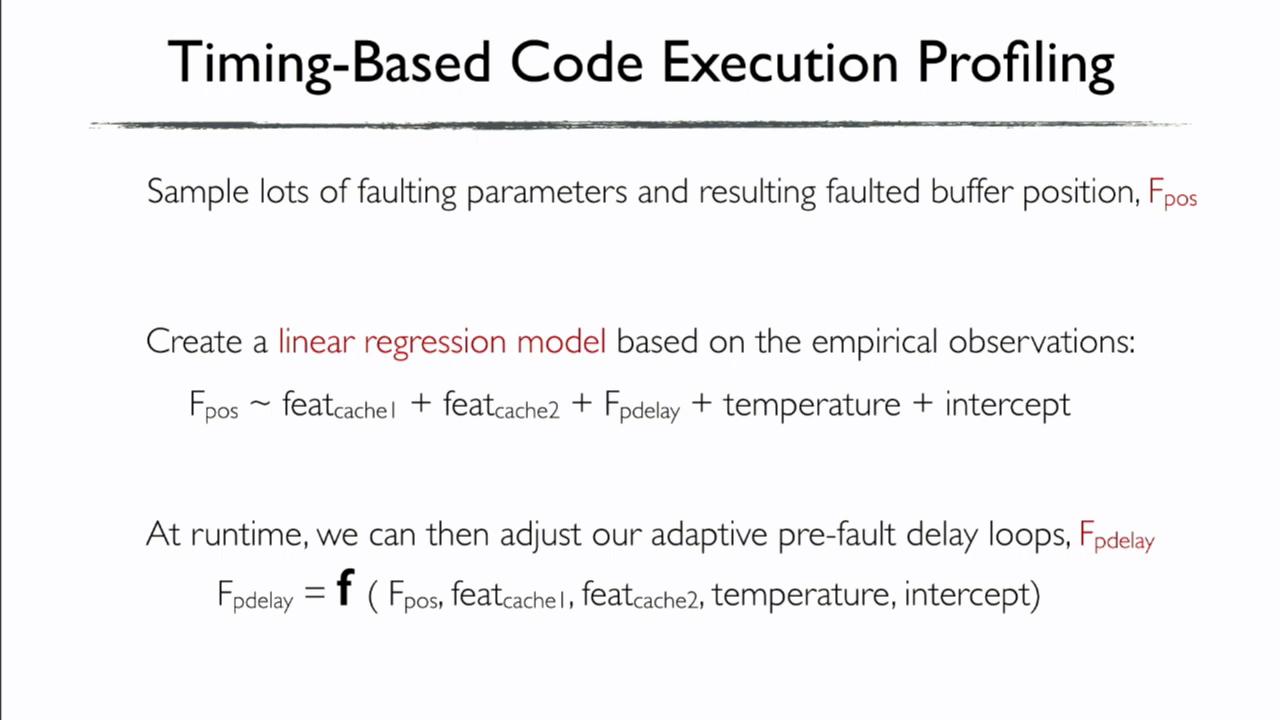 Timing-Based Code Execution Profiling
Sample lots of faulting parameters and resulting faulted buffer position, Fpos
Create a linear regression model based on the empirical observations:
Fpos ~ featcache1 + featcache2 + Fpdelay + temperature + intercept
At runtime, we can then adjust our adaptive pre-fault delay loops, Fpdelay
Fpdelay = f ( Fpos, featcache1, featcache2, temperature, intercept)